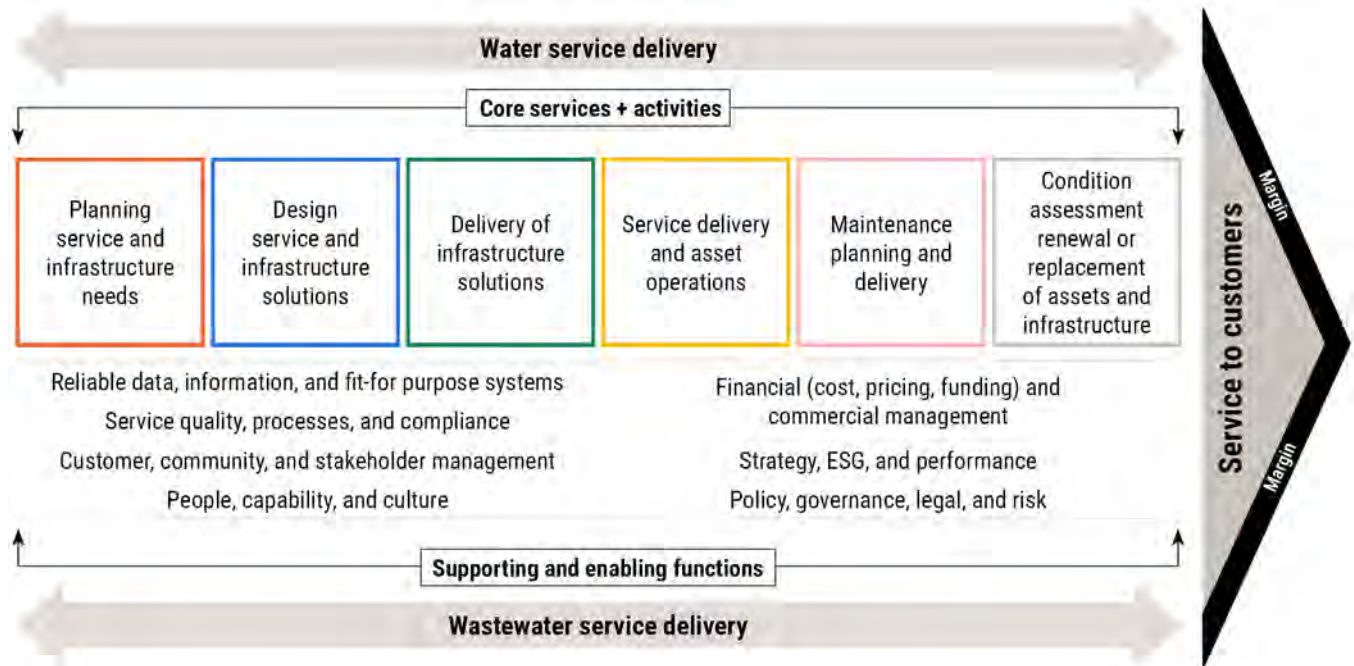 Water service delivery
Core services + activities
Planning
service and
infrastructure
needs
Design
service and
infrastructure
solutions
Delivery of
infrastructure
solutions
Service delivery
and asset
operations
Maintenance
planning and
delivery
Condition
assessment
renewal or
replacement
of assets and
infrastructure
Reliable data, information, and fit-for purpose systems
Service quality, processes, and compliance
Customer, community, and stakeholder management
People, capability, and culture
Financial (cost, pricing, funding) and
commercial management
Strategy, ESG, and performance
Policy, governance, legal, and risk
Supporting and enabling functions
Wastewater service delivery
Service to customers
Margin
Margin